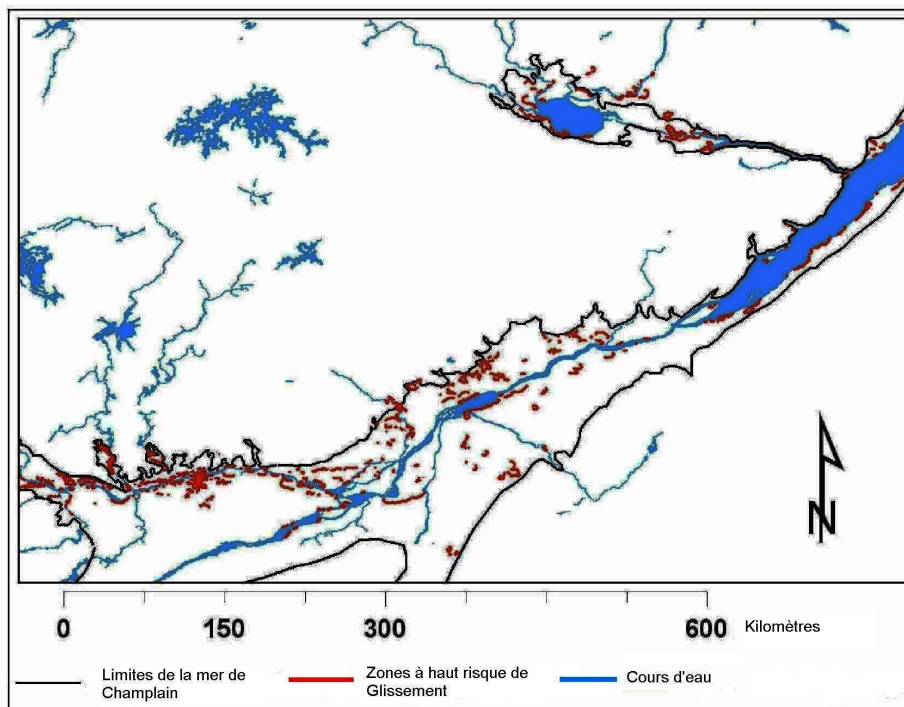 N
0 150 300 600 Kilomètres
Limites de la mer de
Champlain
Zones à haut risque de
Glissement
Cours d'eau